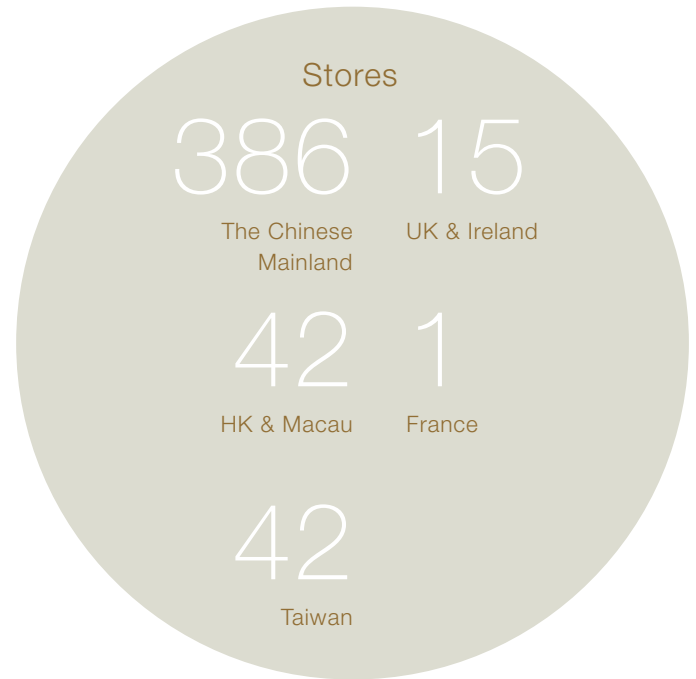 Stores
386
The Chinese
Mainland
15
UK & Ireland
42
HK & Macau
1
France
42
Taiwan